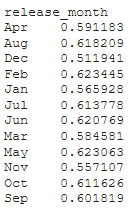 release_month
Apr 0.591183
Aug 0.618209
Dec 0.511941
Feb 0.623445
Jan 0.565928
Jul 0.613778
Jun 0.620769
Mar 0.584581
May 0.623063
Nov 0.557107
Oct 0.611626
Sep 0.601819